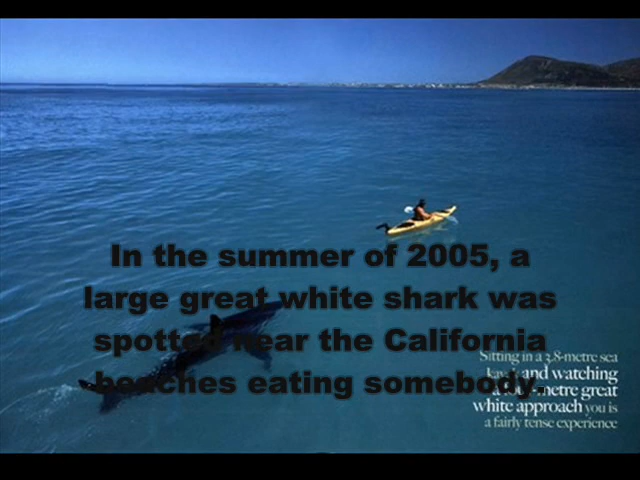 In the summer of 2005, a
large great white shark was
spotted near the California
beaches eating somebody.
Sitting in a 3.8-metre sea
and watching
-metre great
white approach you is
a fairly tense experience